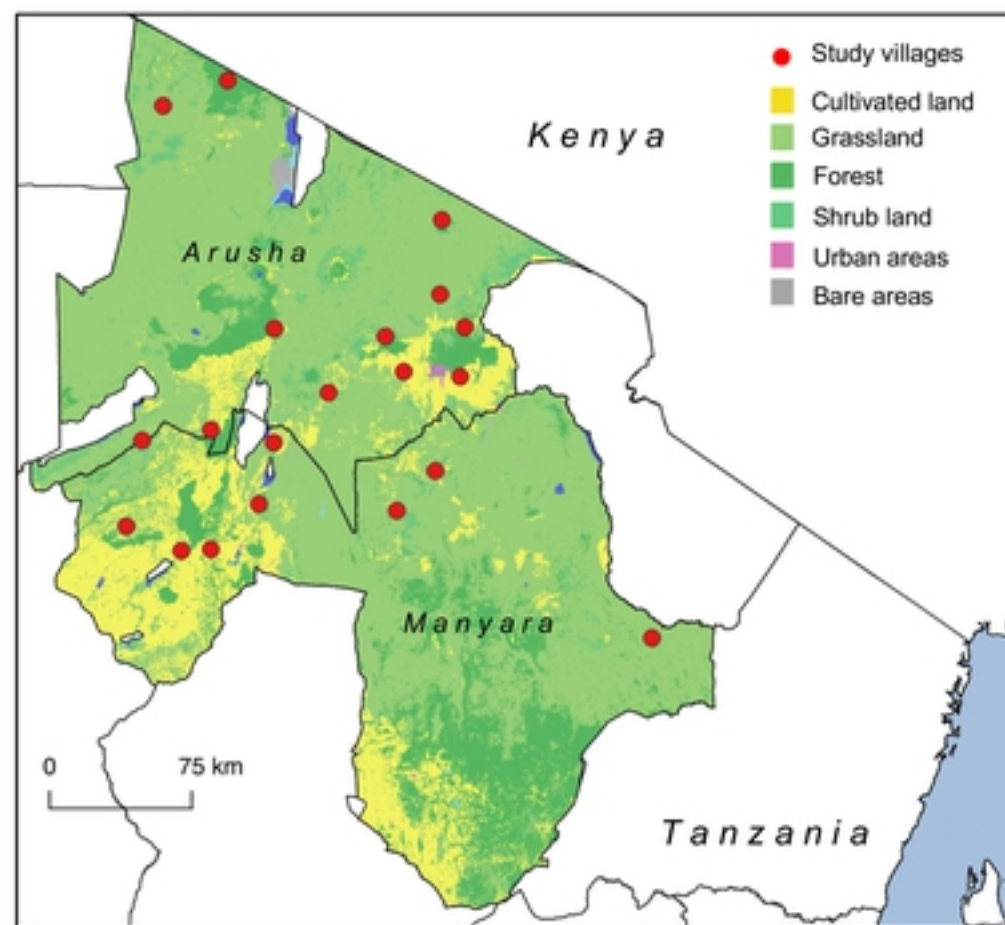 Study villages
Cultivated land
Grassland
Forest
Shrub land
Urban areas
Bare areas
Kenya
Arusha
Manyara
0 75 km
Tanzania